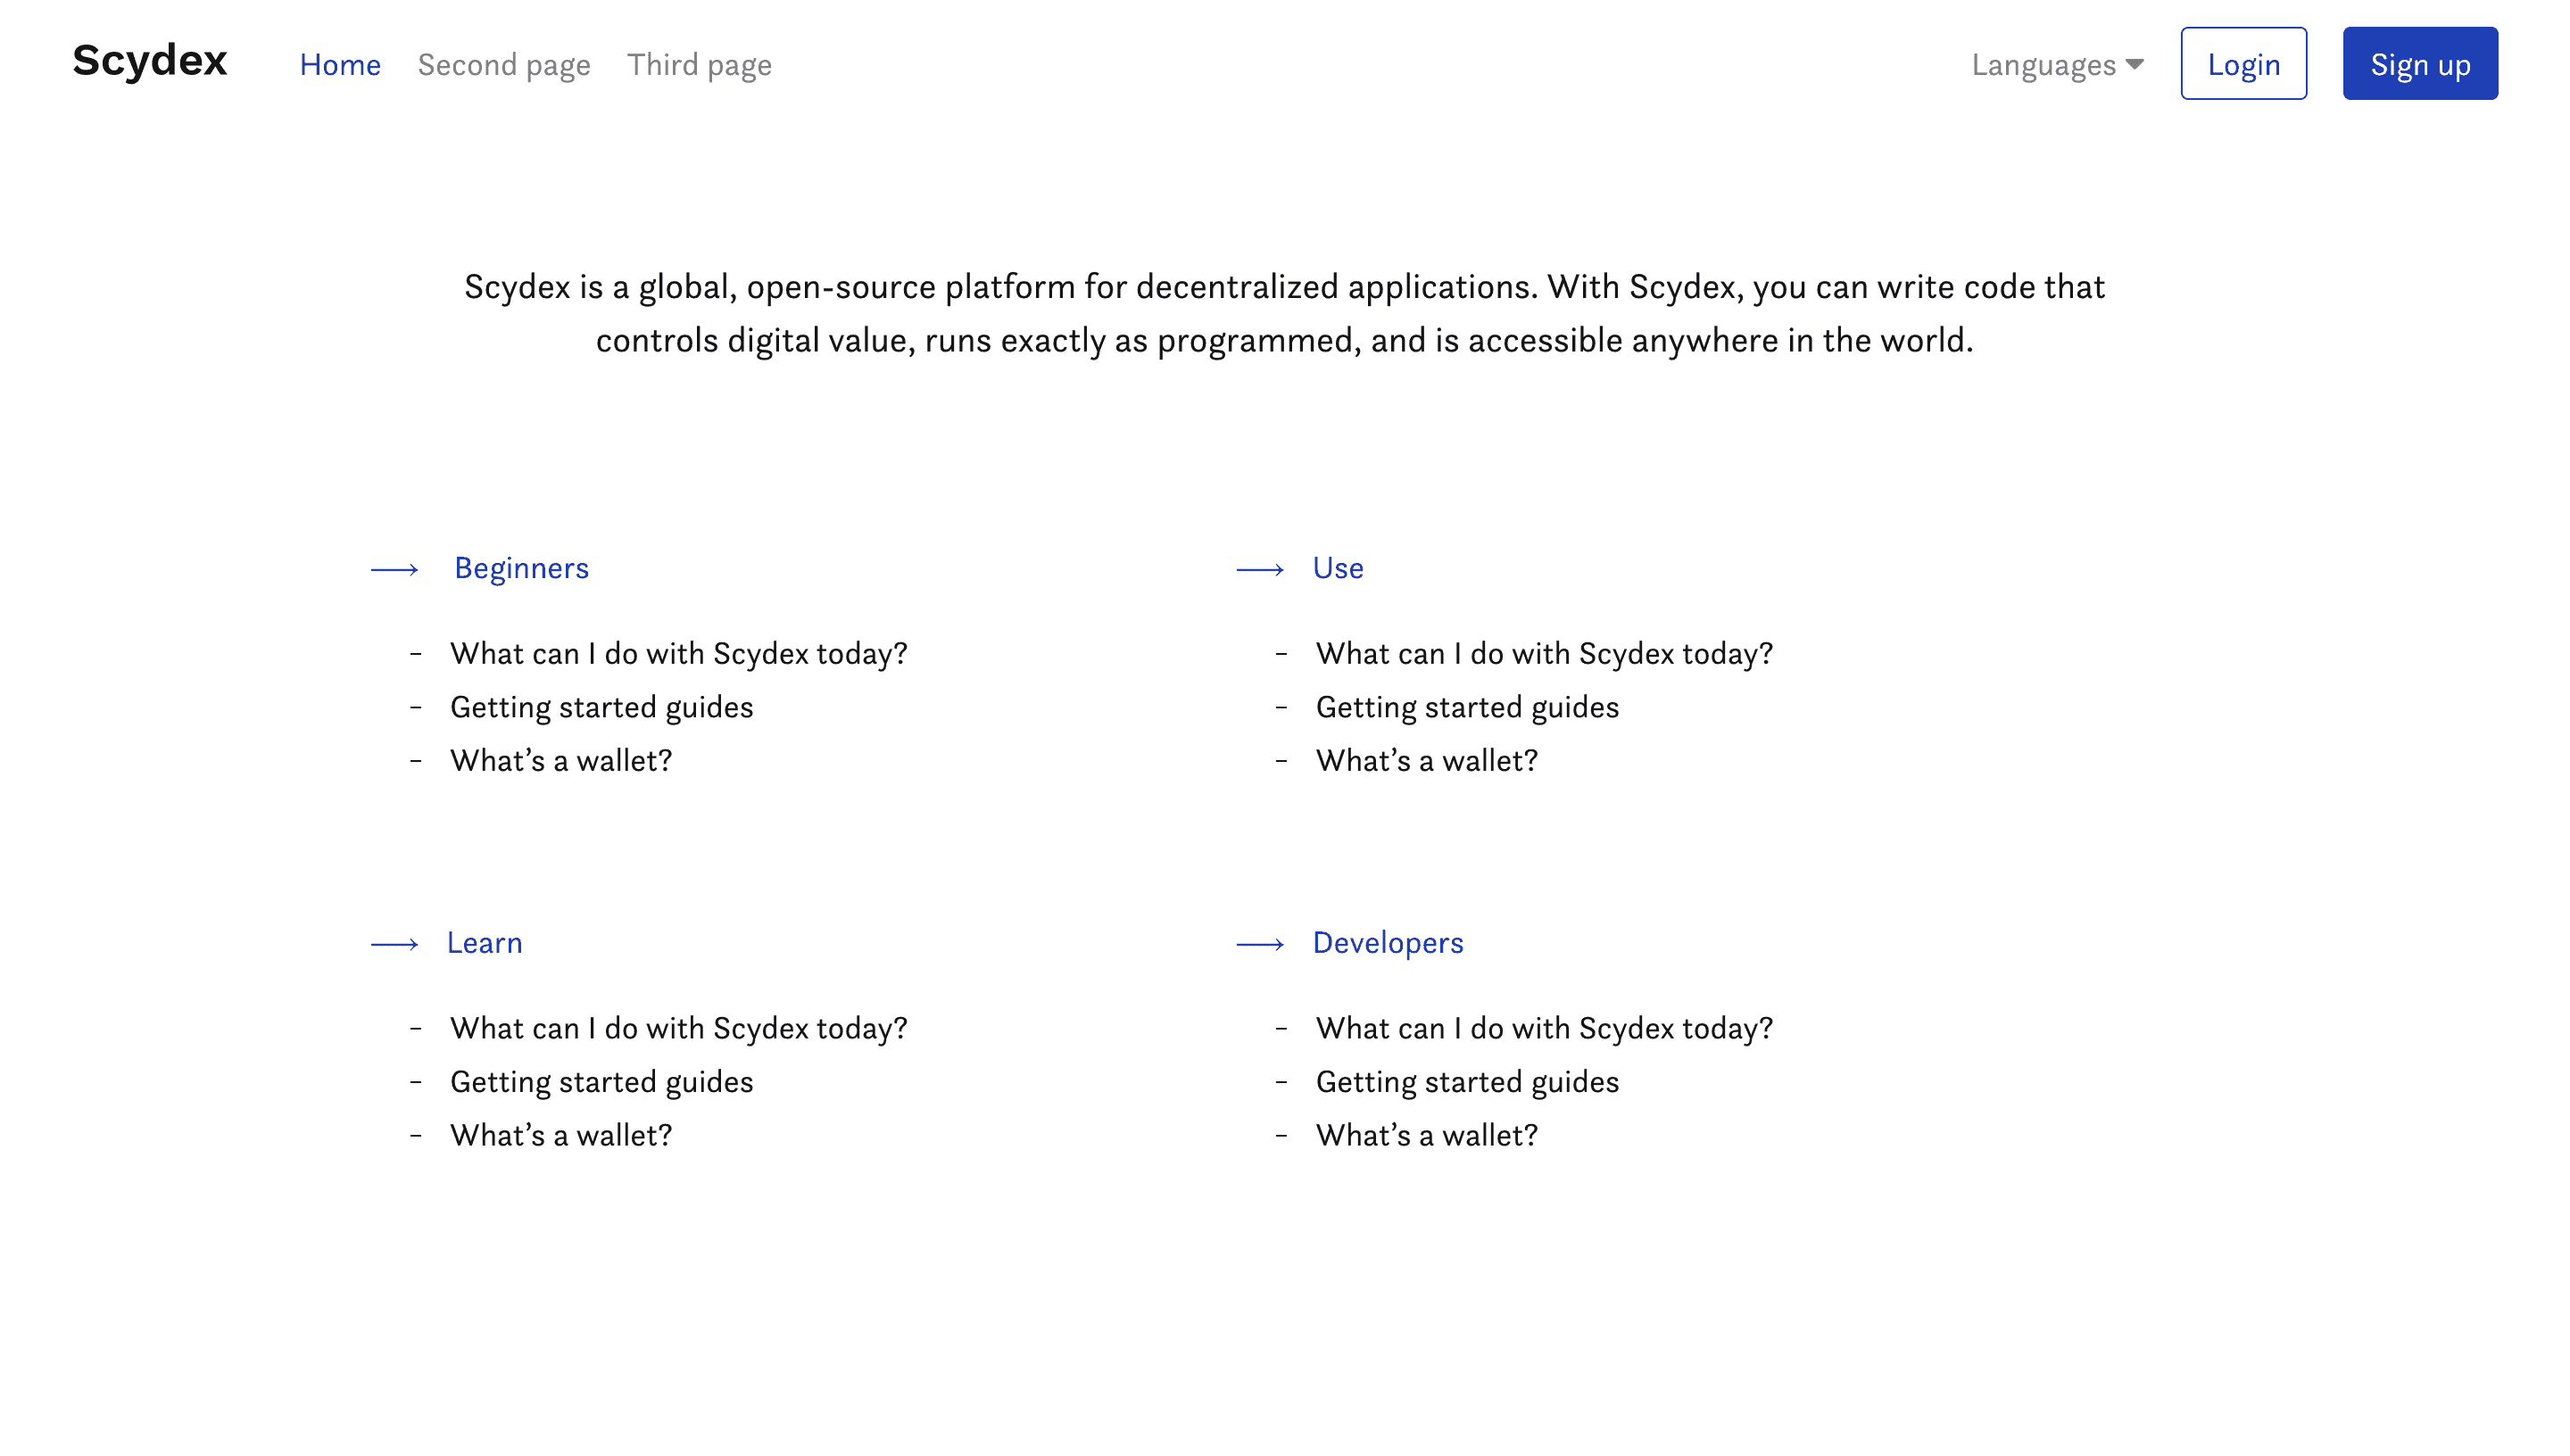 Scydex Home Second page Third page Languages Login Sign up
Scydex is a global, open-source platform for decentralized applications. With Scydex, you can write code that
controls digital value, runs exactly as programmed, and is accessible anywhere in the world.
Beginners
- What can I do with Scydex today?
- Getting started guides
- What’s a wallet?
Use
- What can I do with Scydex today?
- Getting started guides
- What’s a wallet?
Learn
- What can I do with Scydex today?
- Getting started guides
- What’s a wallet?
Developers
- What can I do with Scydex today?
- Getting started guides
- What’s a wallet?